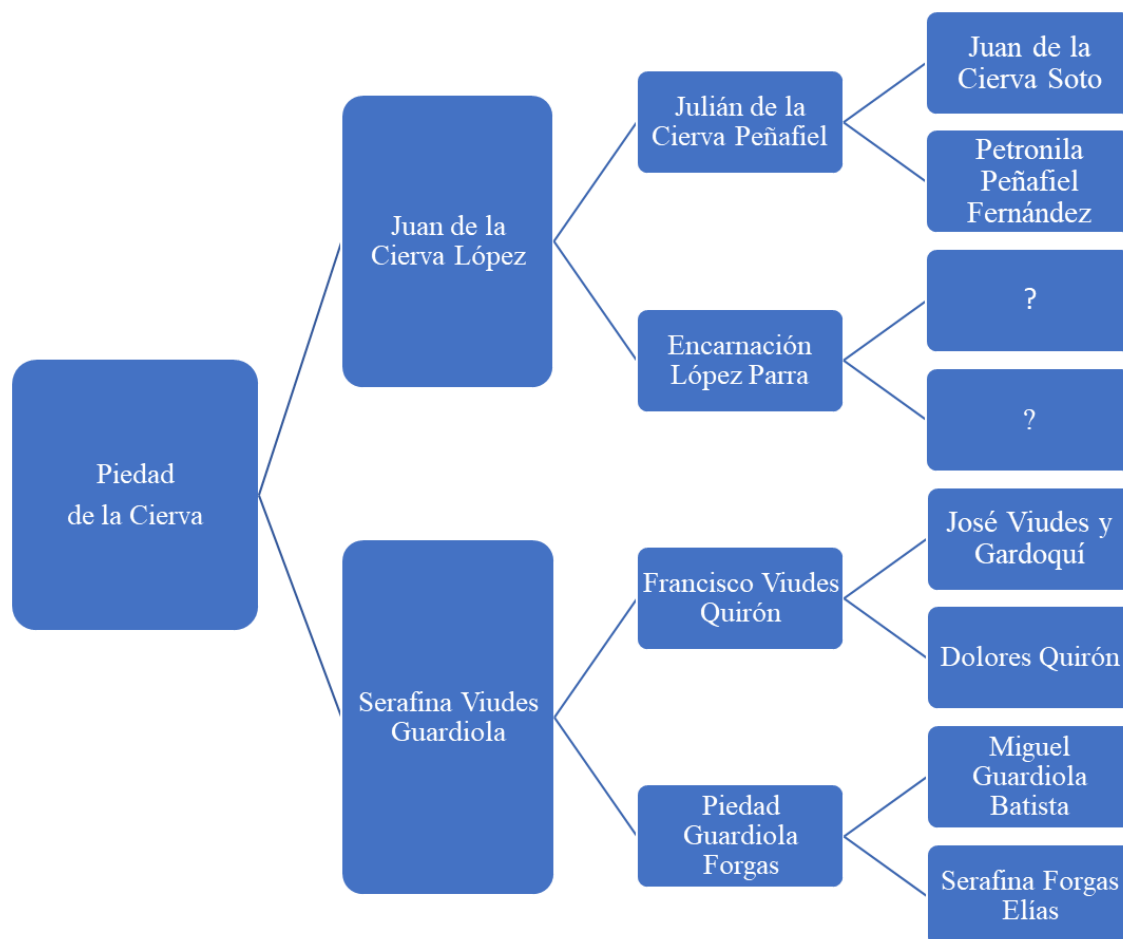 Piedad
de la Cierva
Juan de la
Cierva López
Serafina Viudes
Guardiola
Julián de la
Cierva Peñafiel
Encarnación
López Parra
Francisco Viudes
Quirón
Piedad
Guardiola
Forgas
Juan de la
Cierva Soto
Petronila
Peñafiel
Fernández
?
?
José Viudes y
Gardoquí
Dolores Quirón
Miguel
Guardiola
Batista
Serafina Forgas
Elías